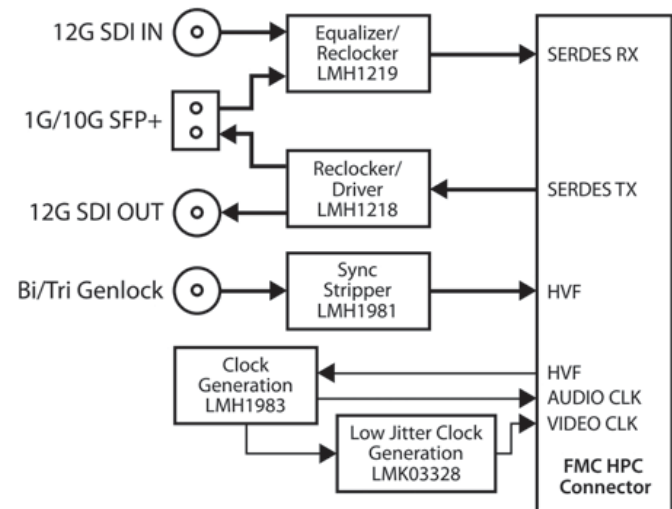 12G SDI IN
Equalizer/
Reclocker
LMH1219
SERDES RX
1G/10G SFP+
Reclocker/
Driver
LMH1218
SERDES TX
12G SDI OUT
Bi/Tri Genlock
Sync
Stripper
LMH1981
HVF
Clock
Generation
LMH1983
HVF
AUDIO CLK
VIDEO CLK
Low Jitter Clock
Generation
LMK03328
FMC HPC
Connector